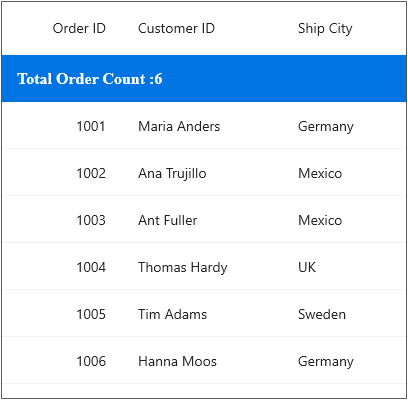 Order ID Customer ID Ship City
Total Order Count :6
1001 Maria Anders Germany
1002 Ana Trujillo Mexico
1003 Ant Fuller Mexico
1004 Thomas Hardy UK
1005 Tim Adams Sweden
1006 Hanna Moos Germany